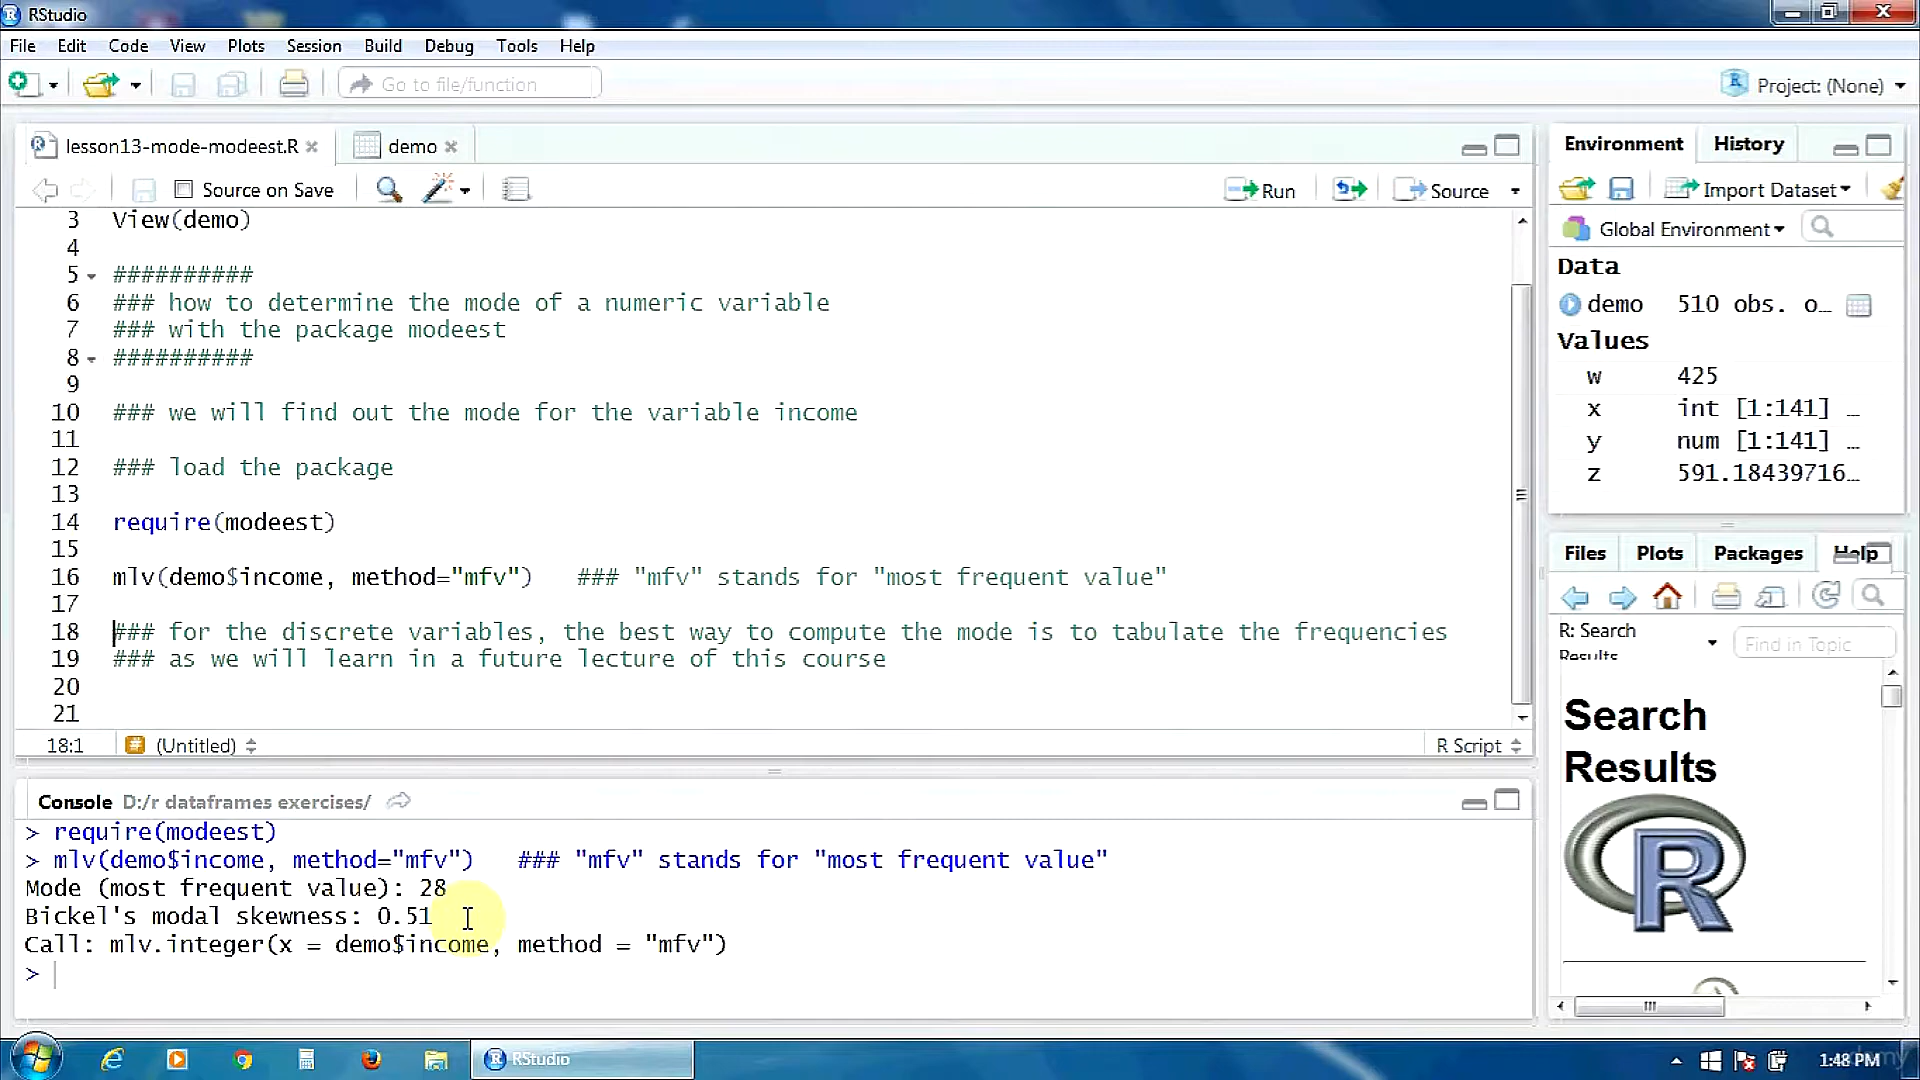 RStudio
File Edit Code View Plots Session Build Debug Tools Help
Go to file/function
Project: (None)
lesson13-mode-modeest.R
demo
Source on Save
Run
Source
3 View(demo)
4
5 ##########
6 ### how to determine the mode of a numeric variable
7 ### with the package modeest
8 ##########
9
10 ### we will find out the mode for the variable income
11
12 ### load the package
13
14 require(modeest)
15
16 mlv(demo$income, method="mfv") ### "mfv" stands for "most frequent value"
17
18 ### for the discrete variables, the best way to compute the mode is to tabulate the frequencies
19 ### as we will learn in a future lecture of this course
20
21
18:1 (Untitled) R Script
Console D:/r dataframes exercises/
> require(modeest)
> mlv(demo$income, method="mfv") ### "mfv" stands for "most frequent value"
Mode (most frequent value): 28
Bickel's modal skewness: 0.51
Call: mlv.integer(x = demo$income, method = "mfv")
>
Environment History
Import Dataset
Global Environment
Data
demo 510 obs. o…
Values
w 425
x int [1:141] …
y num [1:141] …
z 591.18439716…
Files Plots Packages Help
R: Search Results
Find in Topic
Search
Results
R
RStudio
1:48 PM